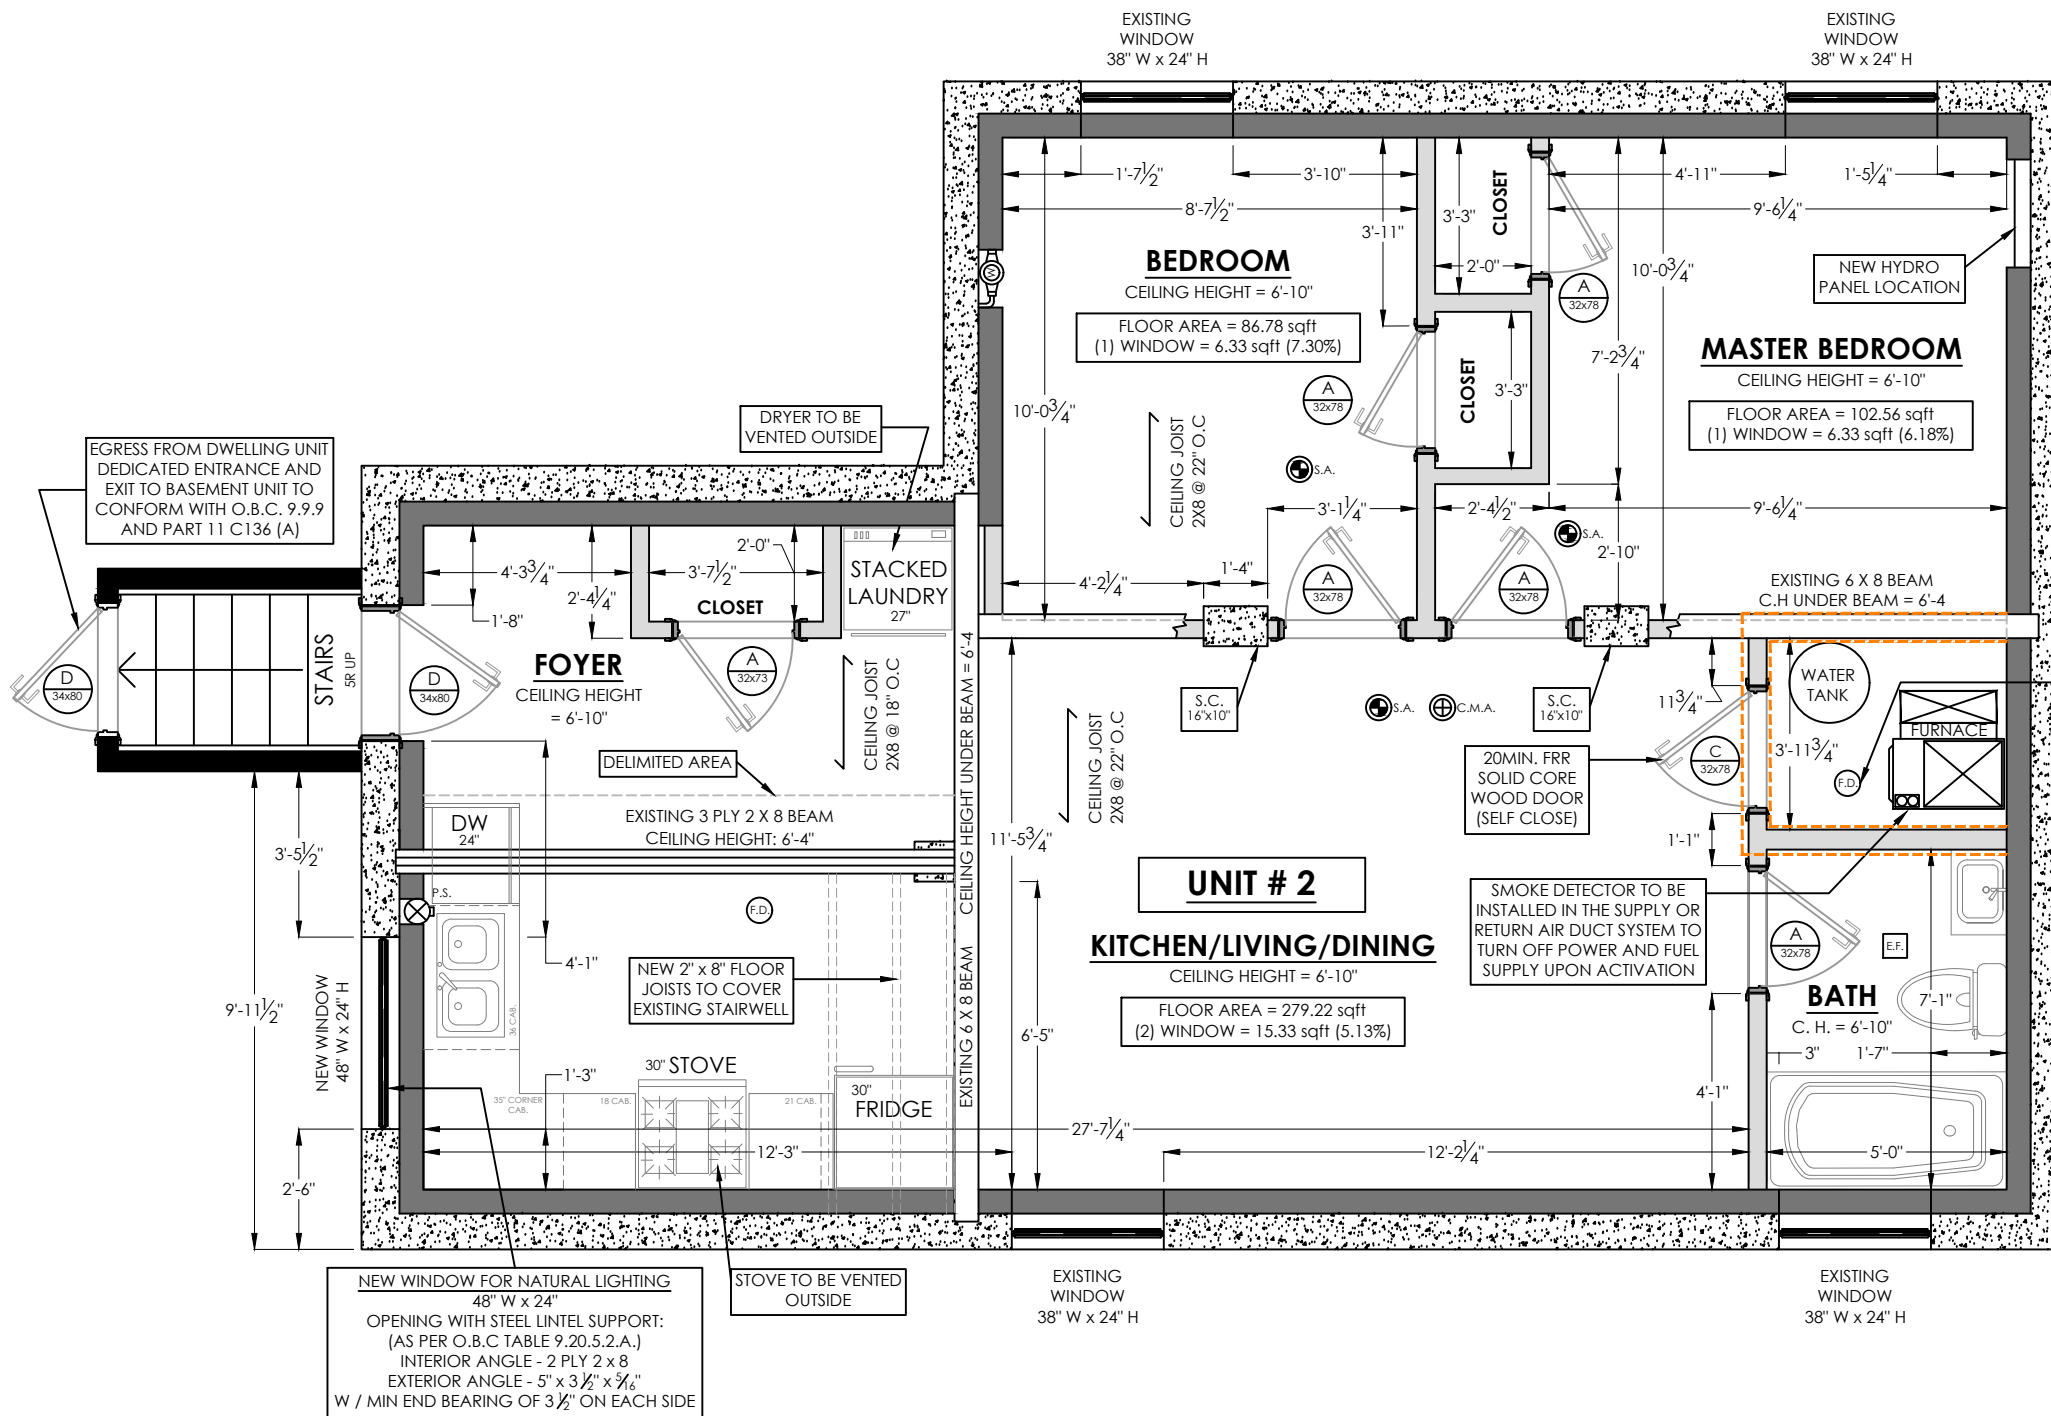 EXISTING
WINDOW
38" W x 24" H
EXISTING
WINDOW
38" W x 24" H
1'-7½"
3'-10"
8'-7½"
3'-11"
BEDROOM
CEILING HEIGHT = 6'-10"
FLOOR AREA = 86.78 sqft
(1) WINDOW = 6.33 sqft (7.30%)
W
10'-0¾"
CEILING JOIST
2X8 @ 22" O.C
S.A.
A
32x78
3'-1¼"
4'-2¼"
1'-4"
A
32x78
CLOSET
3'-3"
2'-0"
CLOSET
3'-3"
2'-4½"
A
32x78
4'-11"
1'-5¼"
9'-6¼"
10'-0¾"
7'-2¾"
A
32x78
NEW HYDRO
PANEL LOCATION
MASTER BEDROOM
CEILING HEIGHT = 6'-10"
FLOOR AREA = 102.56 sqft
(1) WINDOW = 6.33 sqft (6.18%)
9'-6¼"
S.A.
2'-10"
EXISTING 6 X 8 BEAM
C.H UNDER BEAM = 6'-4
DRYER TO BE
VENTED OUTSIDE
EGRESS FROM DWELLING UNIT
DEDICATED ENTRANCE AND
EXIT TO BASEMENT UNIT TO
CONFORM WITH O.B.C. 9.9.9
AND PART 11 C136 (A)
D
34x80
STAIRS
5R UP
D
34x80
4'-3¾"
1'-8"
2'-4¼"
3'-7½"
2'-0"
CLOSET
STACKED
LAUNDRY
27"
FOYER
CEILING HEIGHT
= 6'-10"
A
32x73
CEILING JOIST
2X8 @ 18" O.C
DELIMITED AREA
EXISTING 3 PLY 2 X 8 BEAM
CEILING HEIGHT: 6'-4"
EXISTING 6 X 8 BEAM CEILING HEIGHT UNDER BEAM = 6'-4
DW
24"
P.S.
F.D.
3'-5½"
9'-11½"
2'-6"
4'-1"
1'-3"
NEW WINDOW
48" W x 24" H
36 CAB.
35" CORNER
CAB.
18 CAB.
21 CAB.
NEW 2" x 8" FLOOR
JOISTS TO COVER
EXISTING STAIRWELL
30" STOVE
30"
FRIDGE
12'-3"
27'-7¼"
12'-2¼"
S.C.
16"x10"
S.C.
16"x10"
S.A.
C.M.A.
CEILING JOIST
2X8 @ 22" O.C
11'-5¾"
6'-5"
UNIT # 2
KITCHEN/LIVING/DINING
CEILING HEIGHT = 6'-10"
FLOOR AREA = 279.22 sqft
(2) WINDOW = 15.33 sqft (5.13%)
20MIN. FRR
SOLID CORE
WOOD DOOR
(SELF CLOSE)
11¾"
C
32x78
1'-1"
WATER
TANK
3'-11¾"
FURNACE
F.D.
SMOKE DETECTOR TO BE
INSTALLED IN THE SUPPLY OR
RETURN AIR DUCT SYSTEM TO
TURN OFF POWER AND FUEL
SUPPLY UPON ACTIVATION
A
32x78
E.F.
BATH
C. H. = 6'-10"
7'-1"
3"
1'-7"
4'-1"
5'-0"
NEW WINDOW FOR NATURAL LIGHTING
48" W x 24"
OPENING WITH STEEL LINTEL SUPPORT:
(AS PER O.B.C TABLE 9.20.5.2.A.)
INTERIOR ANGLE - 2 PLY 2 x 8
EXTERIOR ANGLE - 5" x 3½" x 5⁄16"
W / MIN END BEARING OF 3½" ON EACH SIDE
STOVE TO BE VENTED
OUTSIDE
EXISTING
WINDOW
38" W x 24" H
EXISTING
WINDOW
38" W x 24" H